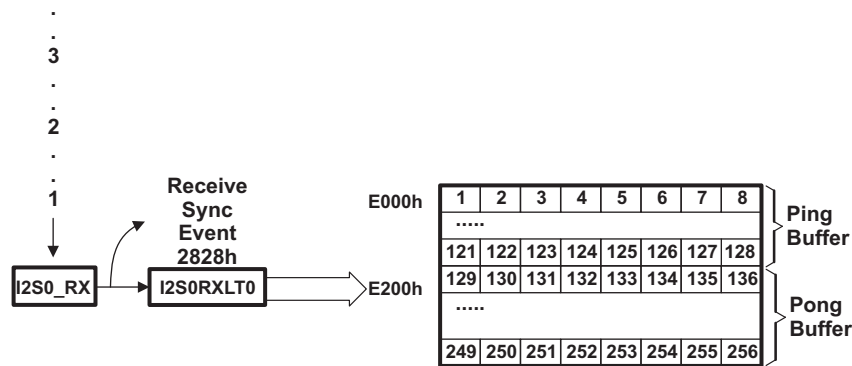 .
.
3
.
.
2
.
.
1
Receive
Sync
Event
2828h
I2S0_RX
I2S0RXLT0
E000h
E200h
1 2 3 4 5 6 7 8
.....
121 122 123 124 125 126 127 128
129 130 131 132 133 134 135 136
.....
249 250 251 252 253 254 255 256
Ping
Buffer
Pong
Buffer